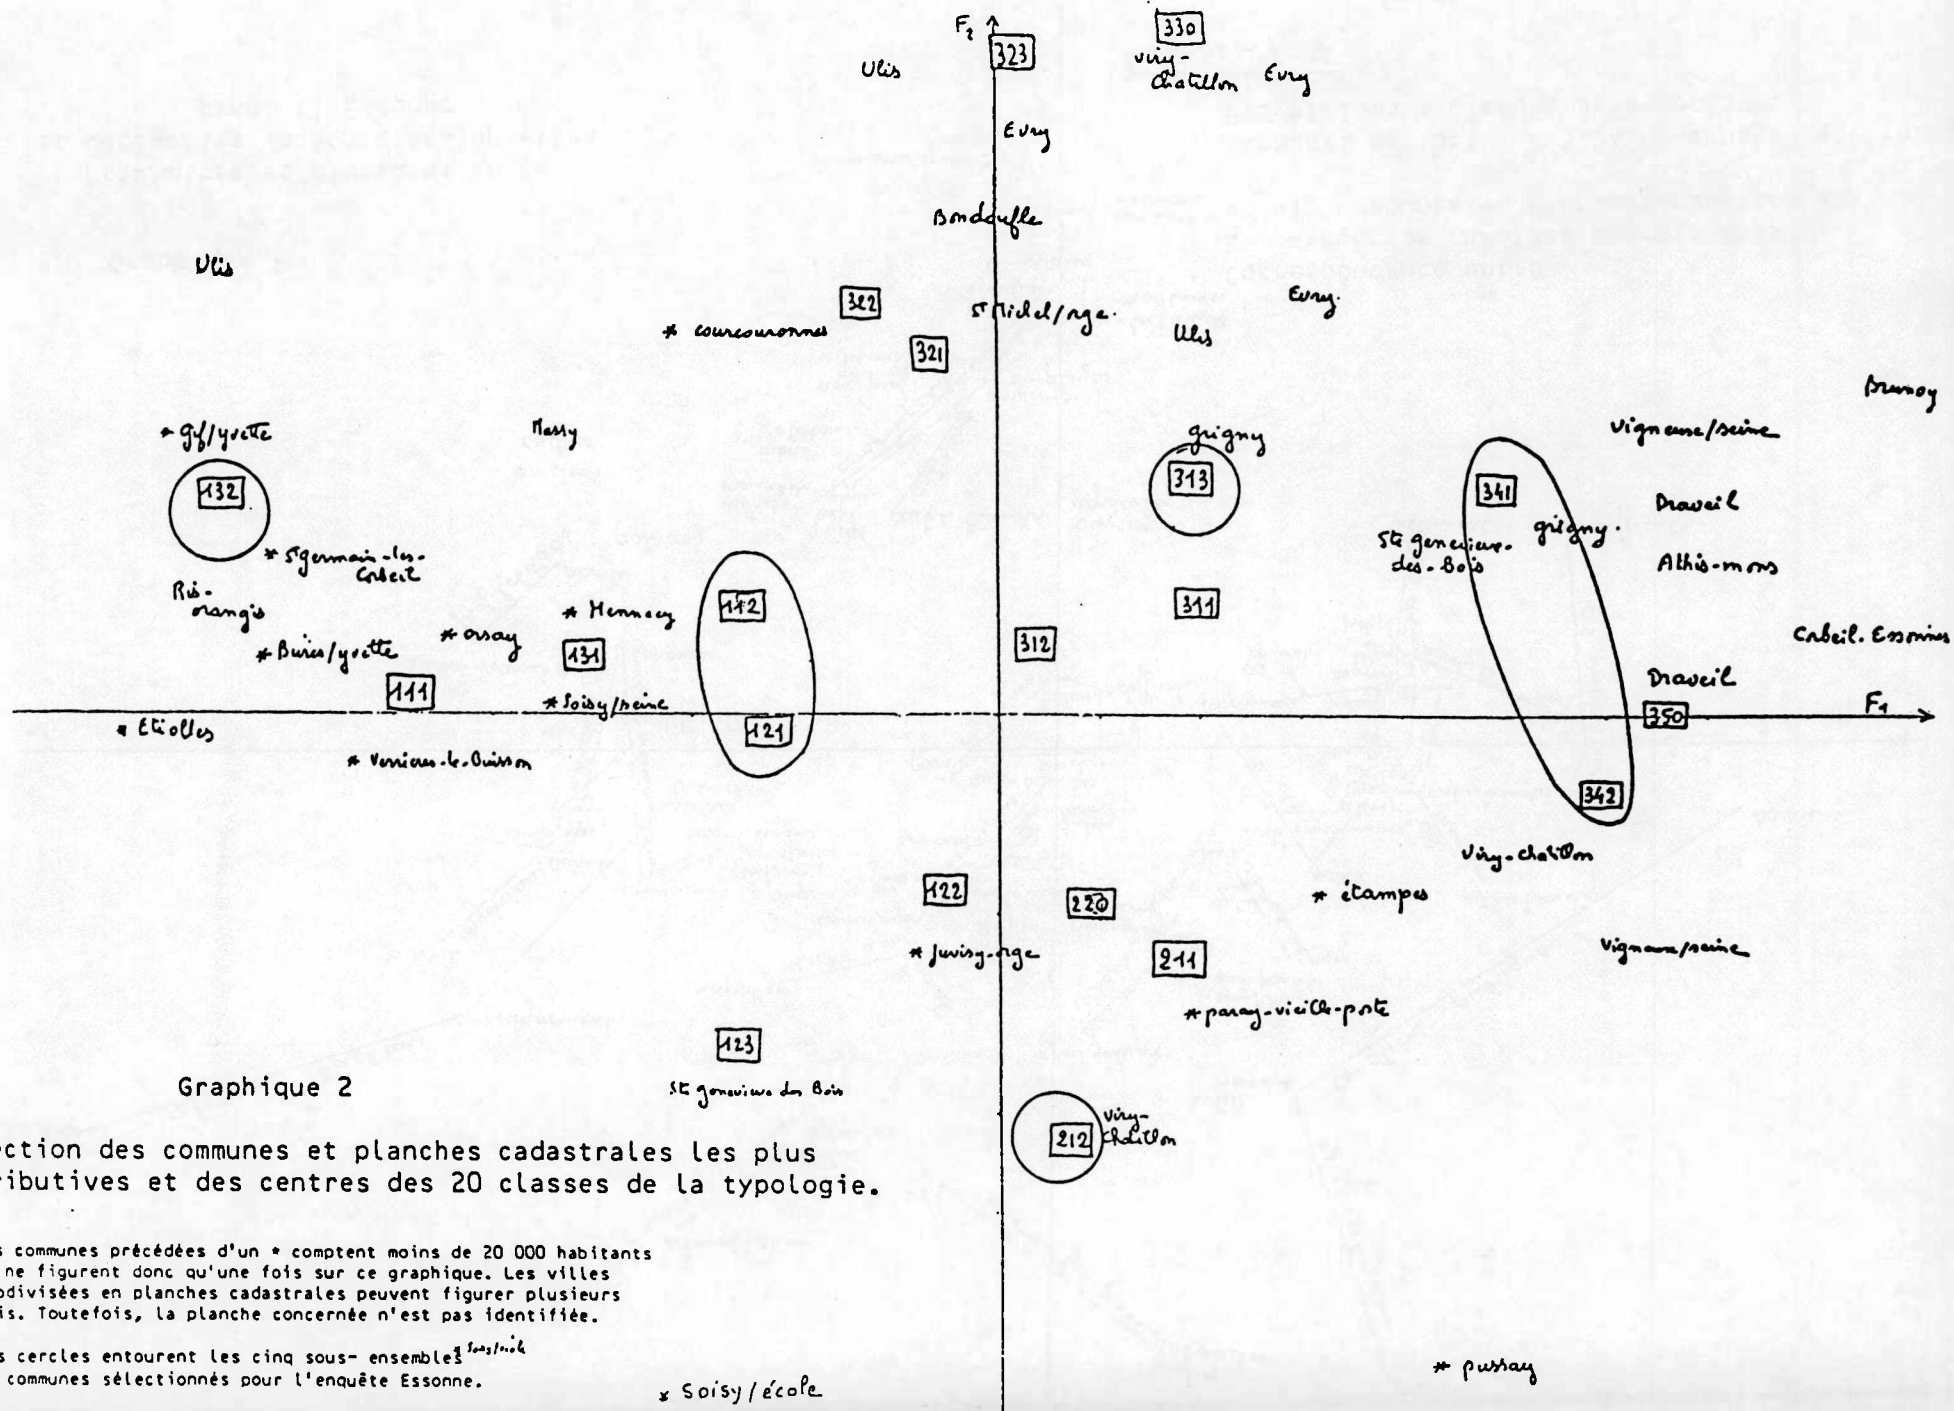 F₂
323
330
Ulis
Viry-
Chatillon
Evry
Evry
Bondoufle
Ulis
322
St Michel/orge.
Evry.
* courcouronnes
321
Ulis
Brunoy
* gif/yvette
Massy
grigny
Vigneux/seine
132
313
341
Draveil
* St germain-les-
Corbeil
Ste genevieve-
des-Bois
grigny.
Athis-mons
Ris-
orangis
* Mennecy
112
311
* Bures/yvette
* orsay
131
312
Corbeil-Essonnes
111
* Soisy/seine
Draveil
* Etiolles
121
350
F₁
* Verrieres-le-Buisson
342
Viry-chatillon
122
220
* étampes
* Juvisy-orge
211
Vigneux/seine
* paray-vieille-poste
123
Graphique 2
Ste genevieve des Bois
Viry-
Chatillon
212
ection des communes et planches cadastrales les plus
ributives et des centres des 20 classes de la typologie.
s communes précédées d'un * comptent moins de 20 000 habitants
ne figurent donc qu'une fois sur ce graphique. Les villes
bdivisées en planches cadastrales peuvent figurer plusieurs
is. Toutefois, la planche concernée n'est pas identifiée.
s cercles entourent les cinq sous- ensembles
communes sélectionnés pour l'enquête Essonne.
* Soisy/école
* pussay